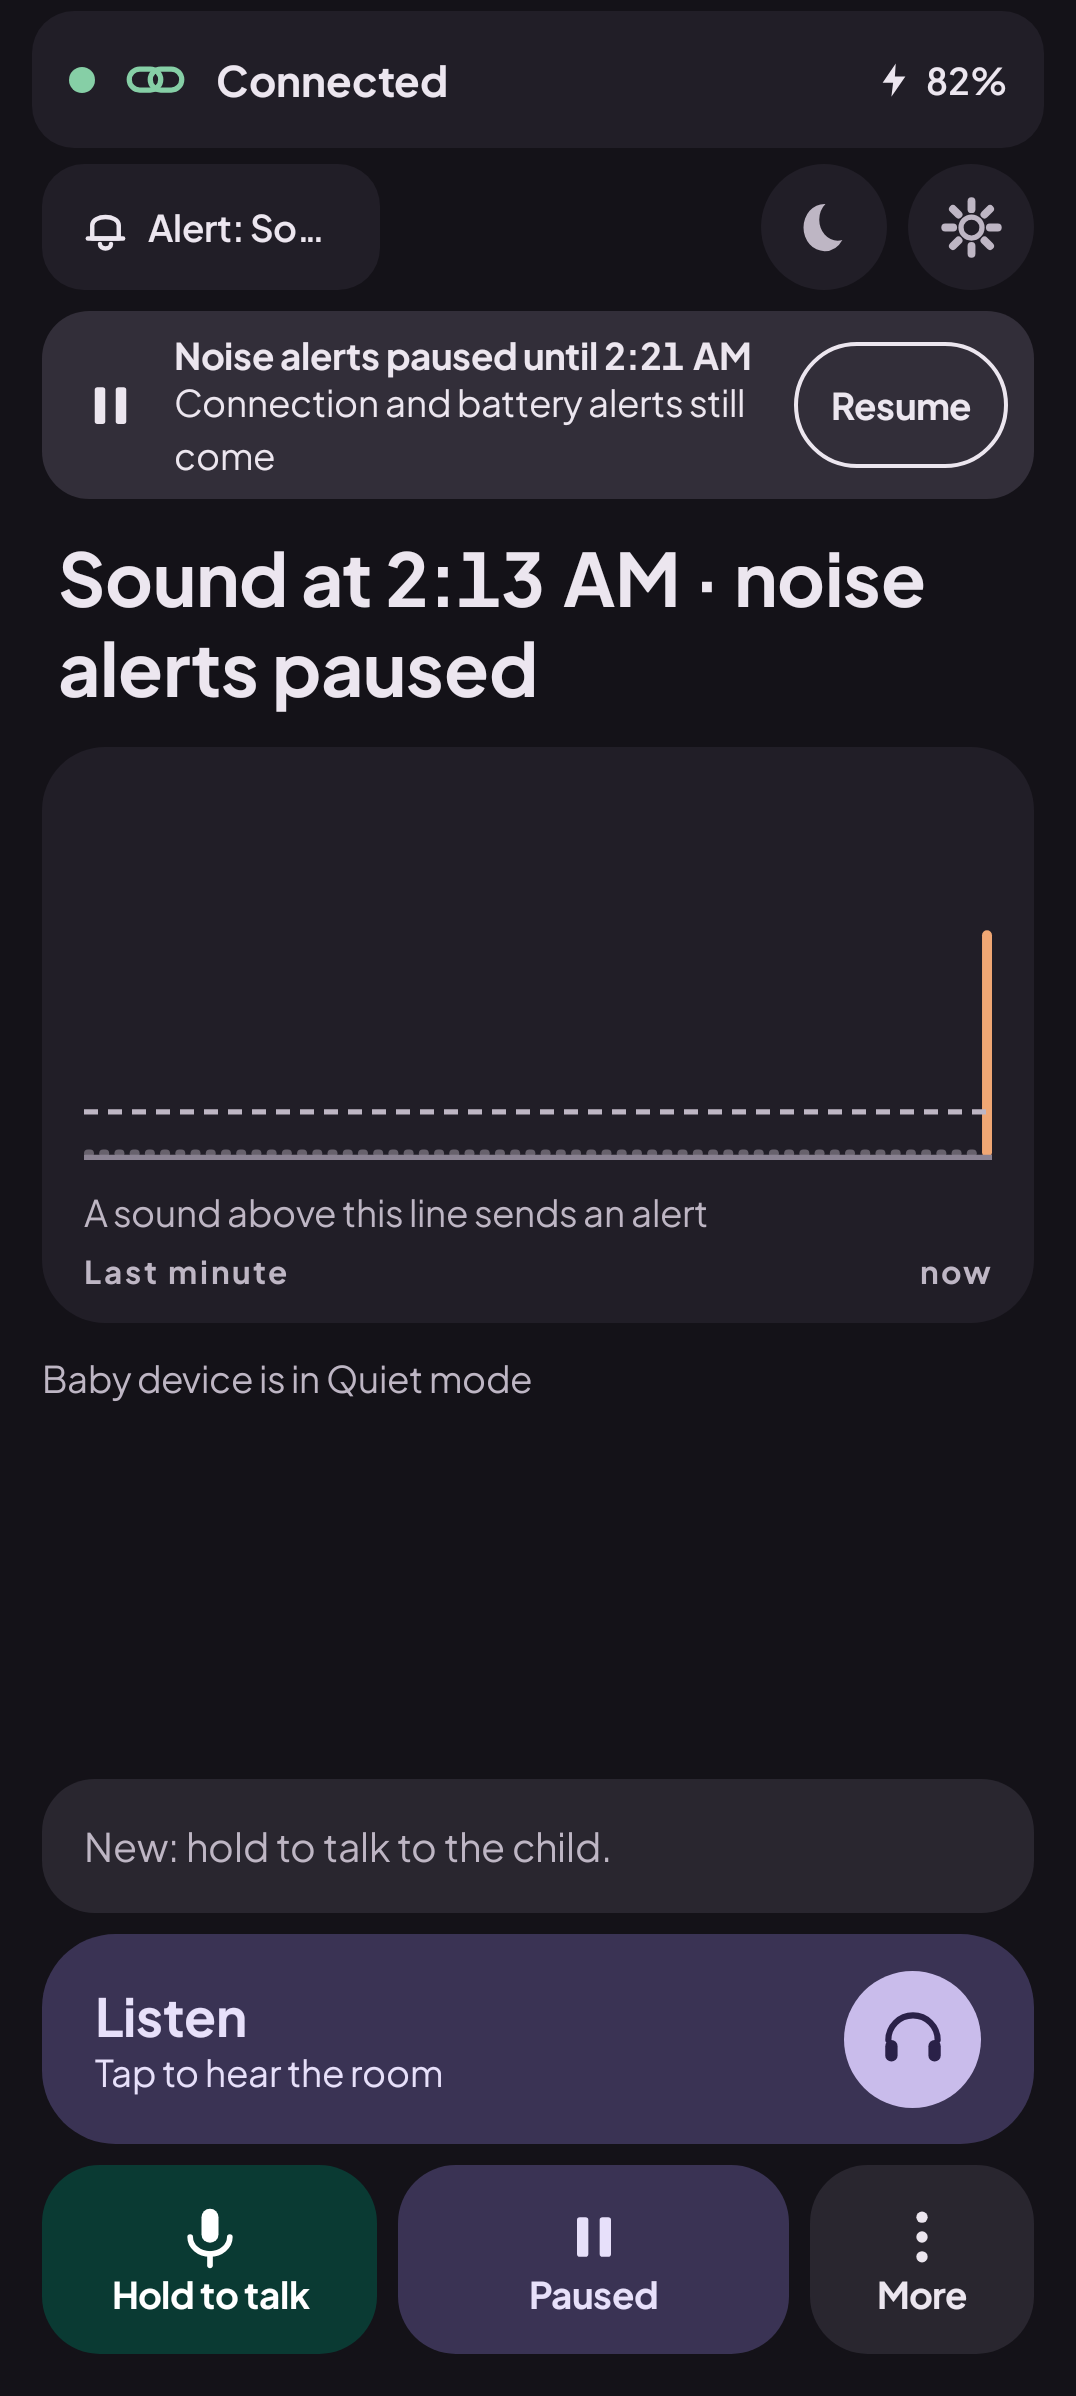 Connected
82%
Alert: So...
Noise alerts paused until 2:21 AM
Connection and battery alerts still
come
Resume
Sound at 2:13 AM · noise
alerts paused
A sound above this line sends an alert
Last minute
now
Baby device is in Quiet mode
New: hold to talk to the child.
Listen
Tap to hear the room
Hold to talk
Paused
More